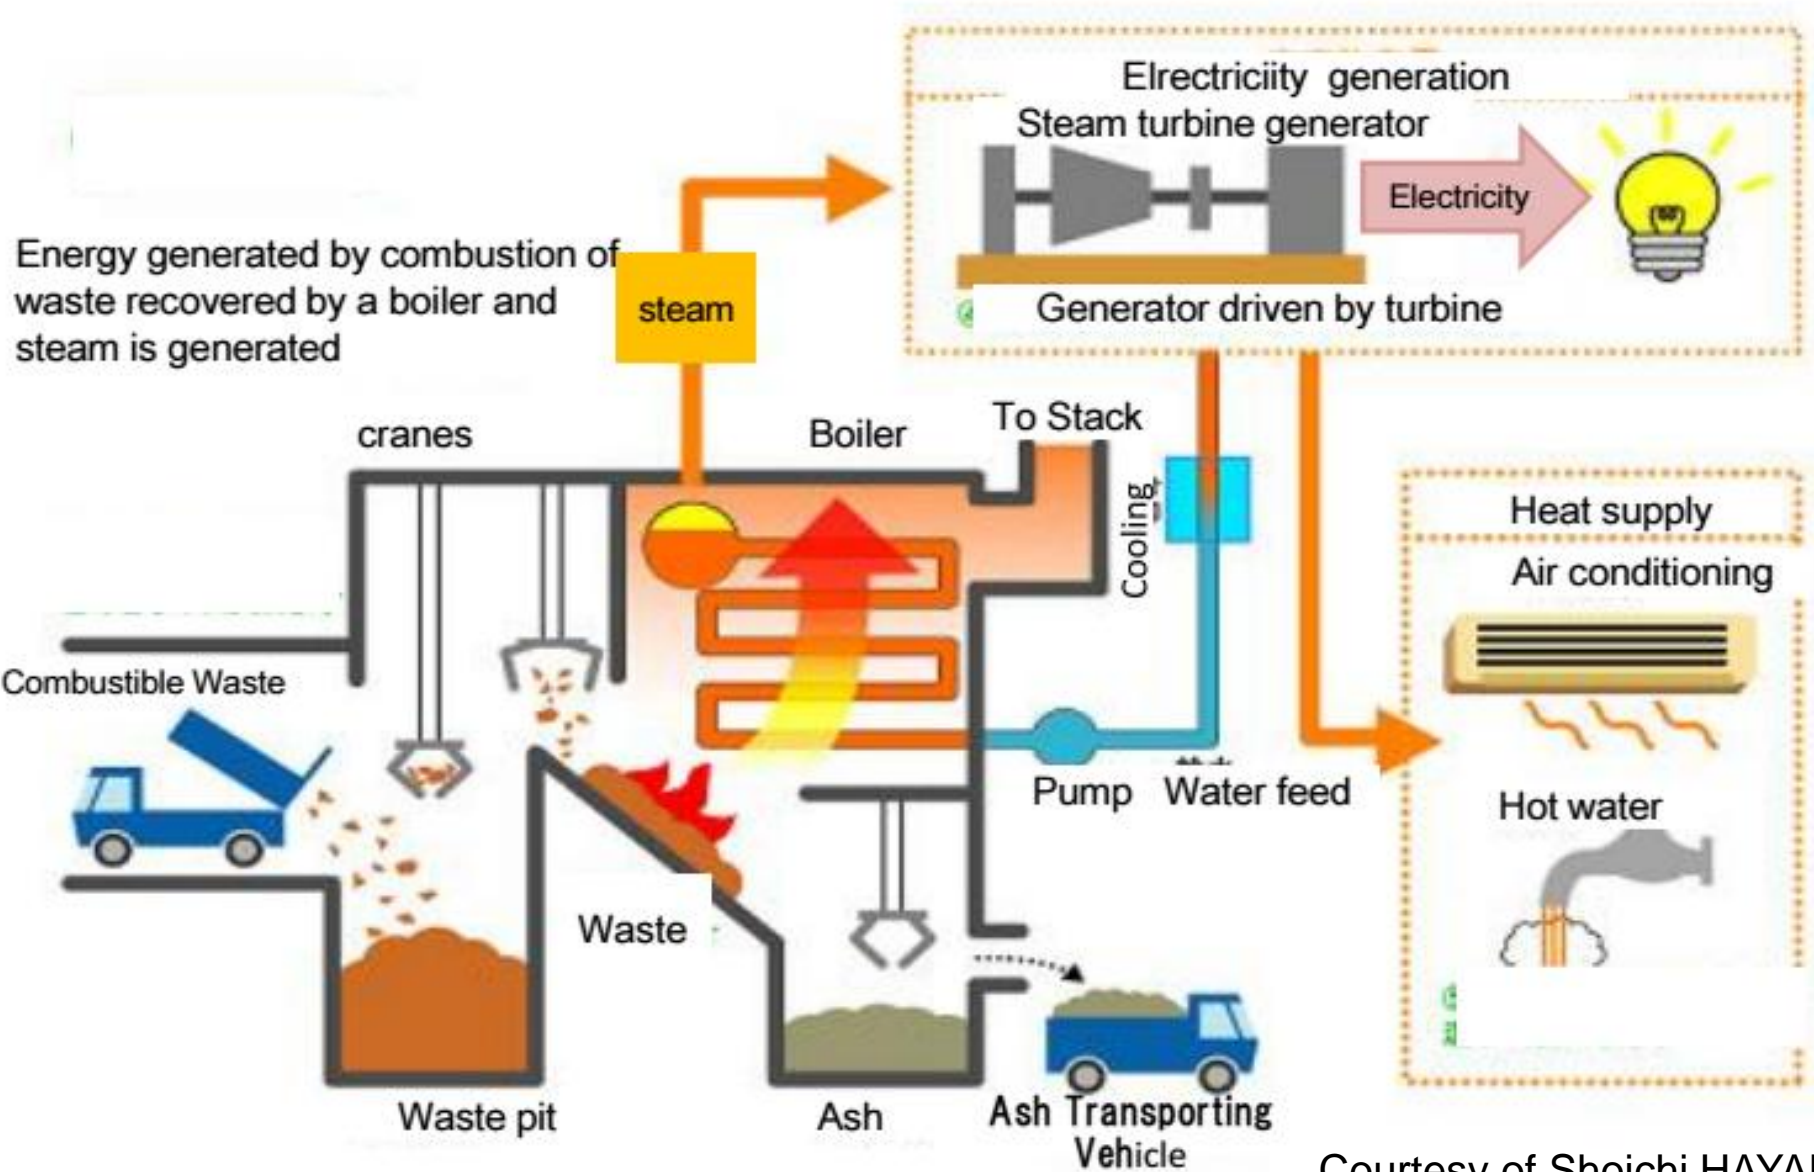 Elrectriciity generation
Steam turbine generator
Electricity
Generator driven by turbine
Energy generated by combustion of
waste recovered by a boiler and
steam is generated
steam
cranes
Boiler
To Stack
Cooling
Heat supply
Air conditioning
Combustible Waste
Pump
Water feed
Hot water
Waste
Waste pit
Ash
Ash Transporting
Vehicle
Courtesy of Shoichi